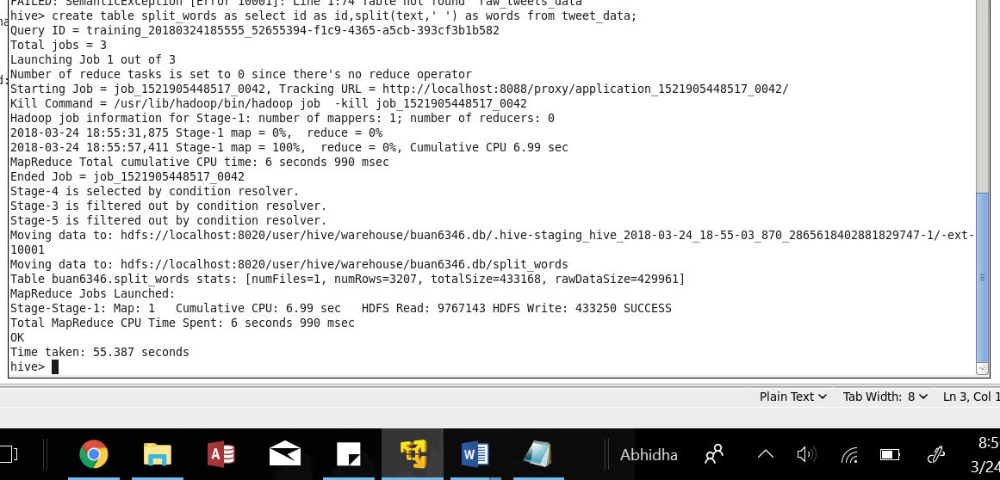 FAILED: SemanticException [Error 10001]: Line 1:74 Table not found 'raw_tweets_data'
hive> create table split_words as select id as id,split(text,' ') as words from tweet_data;
Query ID = training_20180324185555_52655394-f1c9-4365-a5cb-393cf3b1b582
Total jobs = 3
Launching Job 1 out of 3
Number of reduce tasks is set to 0 since there's no reduce operator
Starting Job = job_1521905448517_0042, Tracking URL = http://localhost:8088/proxy/application_1521905448517_0042/
Kill Command = /usr/lib/hadoop/bin/hadoop job  -kill job_1521905448517_0042
Hadoop job information for Stage-1: number of mappers: 1; number of reducers: 0
2018-03-24 18:55:31,875 Stage-1 map = 0%,  reduce = 0%
2018-03-24 18:55:57,411 Stage-1 map = 100%,  reduce = 0%, Cumulative CPU 6.99 sec
MapReduce Total cumulative CPU time: 6 seconds 990 msec
Ended Job = job_1521905448517_0042
Stage-4 is selected by condition resolver.
Stage-3 is filtered out by condition resolver.
Stage-5 is filtered out by condition resolver.
Moving data to: hdfs://localhost:8020/user/hive/warehouse/buan6346.db/.hive-staging_hive_2018-03-24_18-55-03_870_2865618402881829747-1/-ext-
10001
Moving data to: hdfs://localhost:8020/user/hive/warehouse/buan6346.db/split_words
Table buan6346.split_words stats: [numFiles=1, numRows=3207, totalSize=433168, rawDataSize=429961]
MapReduce Jobs Launched:
Stage-Stage-1: Map: 1   Cumulative CPU: 6.99 sec   HDFS Read: 9767143 HDFS Write: 433250 SUCCESS
Total MapReduce CPU Time Spent: 6 seconds 990 msec
OK
Time taken: 55.387 seconds
hive>
Plain Text Tab Width: 8 Ln 3, Col 1
Abhidha
8:5
3/24